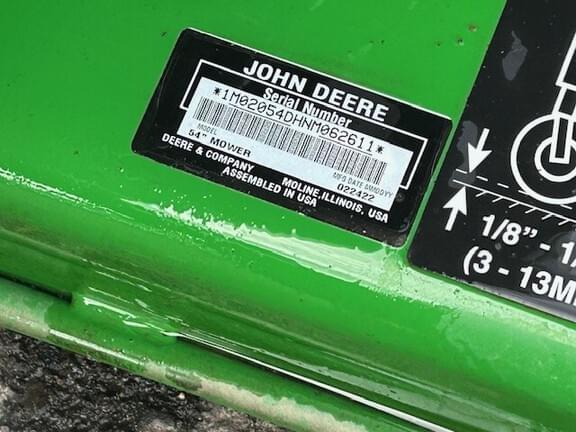 JOHN DEERE
Serial Number
*1M02054DHNM062611*
MODEL
54" MOWER
MFG DATE MMDDYY
022422
DEERE & COMPANY MOLINE, ILLINOIS, USA
ASSEMBLED IN USA
1/8" - 1/
(3 - 13M